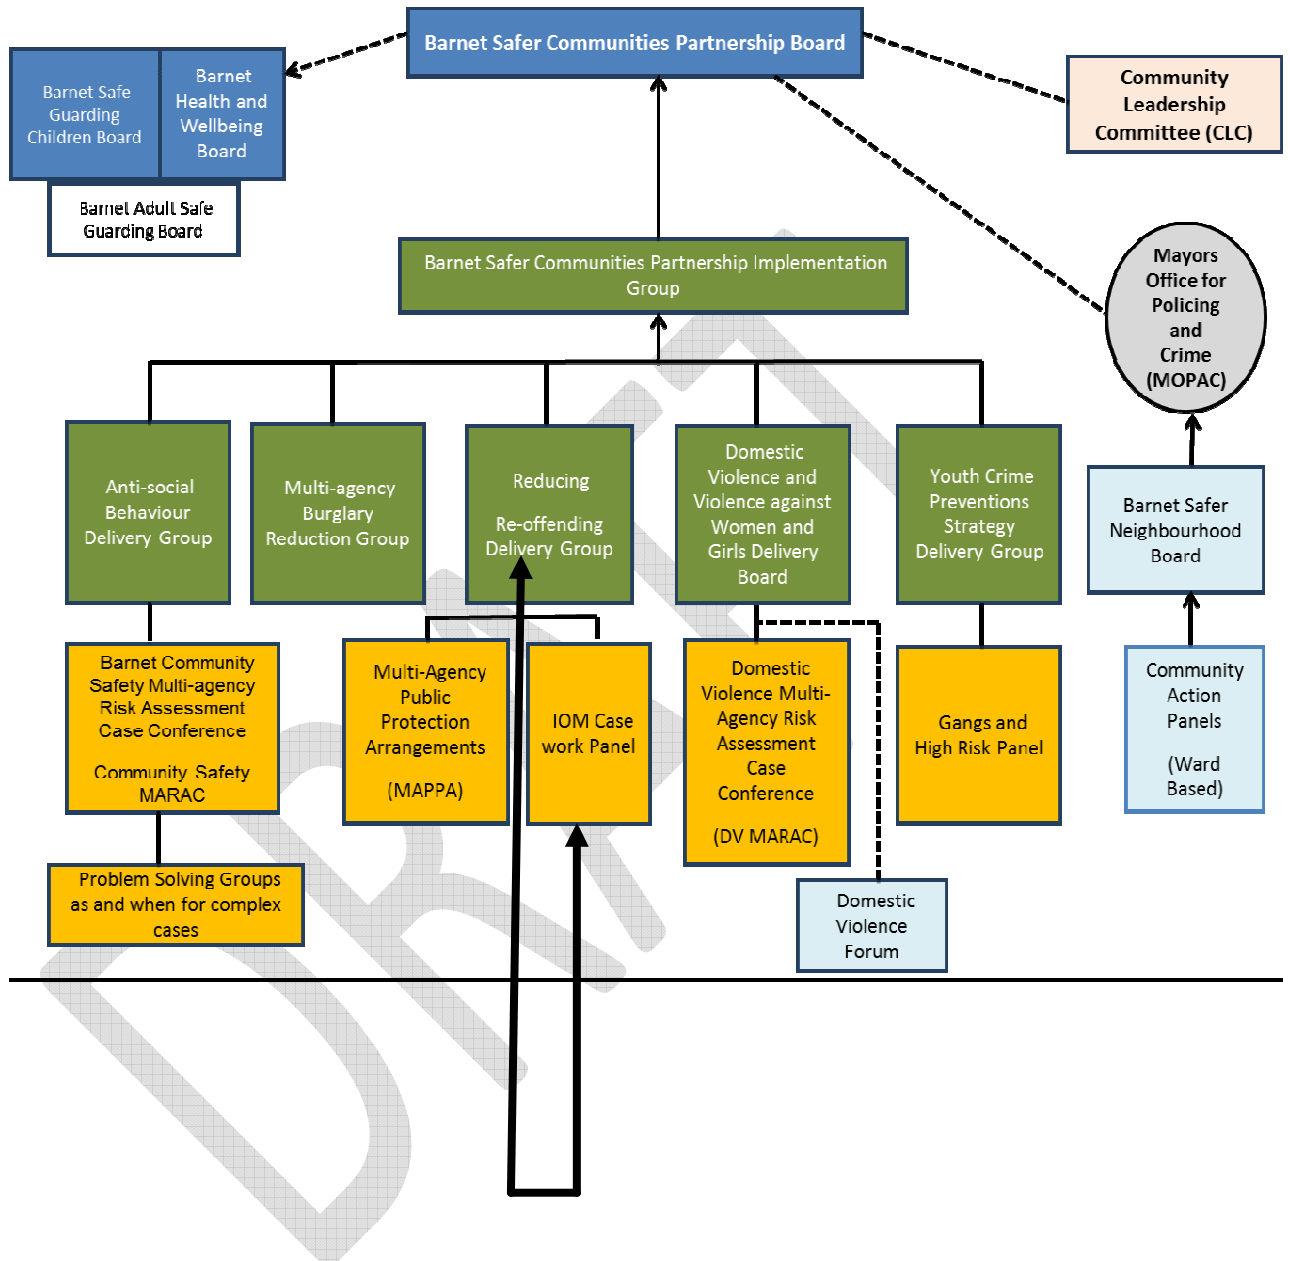 Barnet Safer Communities Partnership Board
Barnet Safe
Guarding
Children Board
Barnet
Health and
Wellbeing
Board
Barnet Adult Safe
Guarding Board
Community
Leadership
Committee (CLC)
Barnet Safer Communities Partnership Implementation
Group
Mayors
Office for
Policing
and
Crime
(MOPAC)
Anti-social
Behaviour
Delivery Group
Multi-agency
Burglary
Reduction Group
Reducing
Re-offending
Delivery Group
Domestic
Violence and
Violence against
Women and
Girls Delivery
Board
Youth Crime
Preventions
Strategy
Delivery Group
Barnet Safer
Neighbourhood
Board
Barnet Community
Safety Multi-agency
Risk Assessment
Case Conference
Community Safety
MARAC
Multi-Agency
Public
Protection
Arrangements
(MAPPA)
IOM Case
work Panel
Domestic
Violence Multi-
Agency Risk
Assessment
Case
Conference
(DV MARAC)
Gangs and
High Risk Panel
Community
Action
Panels
(Ward
Based)
Problem Solving Groups
as and when for complex
cases
Domestic
Violence
Forum
DRAFT